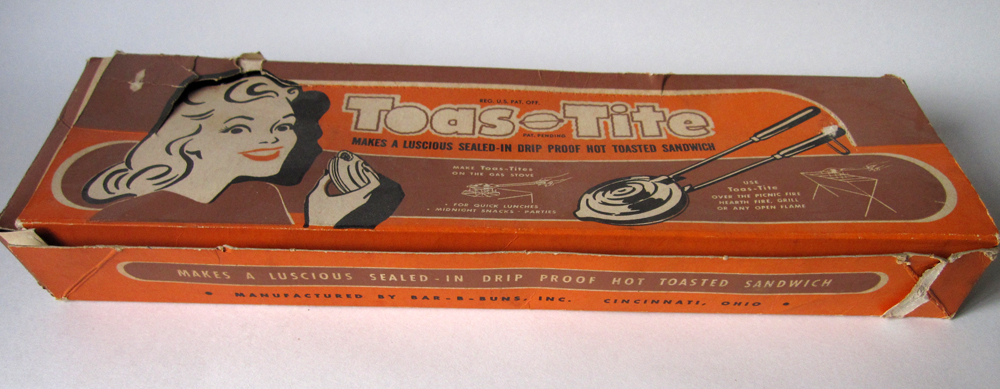 REG. U.S. PAT. OFF.
Toas-Tite
PAT. PENDING
MAKES A LUSCIOUS SEALED-IN DRIP PROOF HOT TOASTED SANDWICH
MAKE Toas-Tites
ON THE GAS STOVE
• FOR QUICK LUNCHES
• MIDNIGHT SNACKS • PARTIES
USE
Toas-Tite
OVER THE PICNIC FIRE
HEARTH FIRE, GRILL
OR ANY OPEN FLAME
MAKES A LUSCIOUS SEALED-IN DRIP PROOF HOT TOASTED SANDWICH
• MANUFACTURED BY BAR-B-BUNS, INC. CINCINNATI, OHIO •